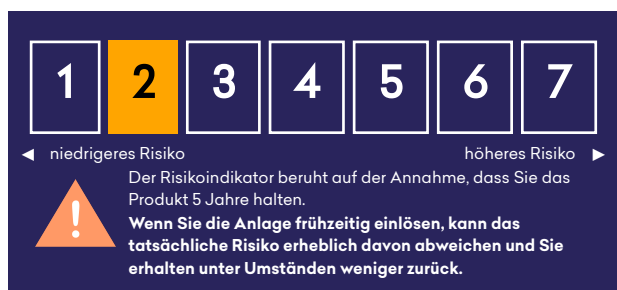 1 2 3 4 5 6 7
◄ niedrigeres Risiko höheres Risiko ►
Der Risikoindikator beruht auf der Annahme, dass Sie das
Produkt 5 Jahre halten.
Wenn Sie die Anlage frühzeitig einlösen, kann das
tatsächliche Risiko erheblich davon abweichen und Sie
erhalten unter Umständen weniger zurück.
!